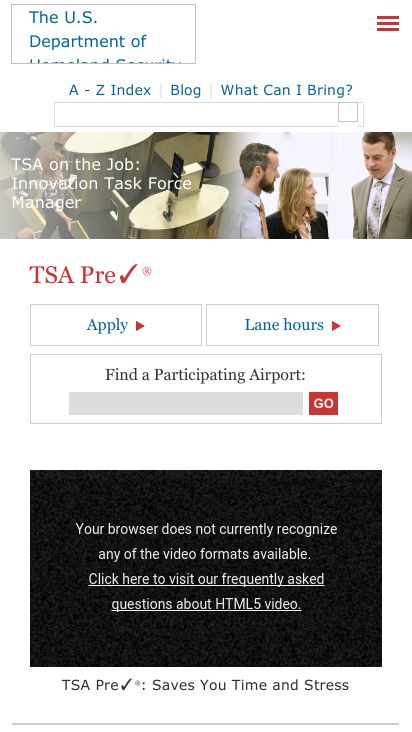 The U.S.
Department of
Homeland Security
A - Z Index | Blog | What Can I Bring?
TSA on the Job:
Innovation Task Force
Manager
TSA Pre✓®
Apply
Lane hours
Find a Participating Airport:
GO
Your browser does not currently recognize
any of the video formats available.
Click here to visit our frequently asked
questions about HTML5 video.
TSA Pre✓®: Saves You Time and Stress